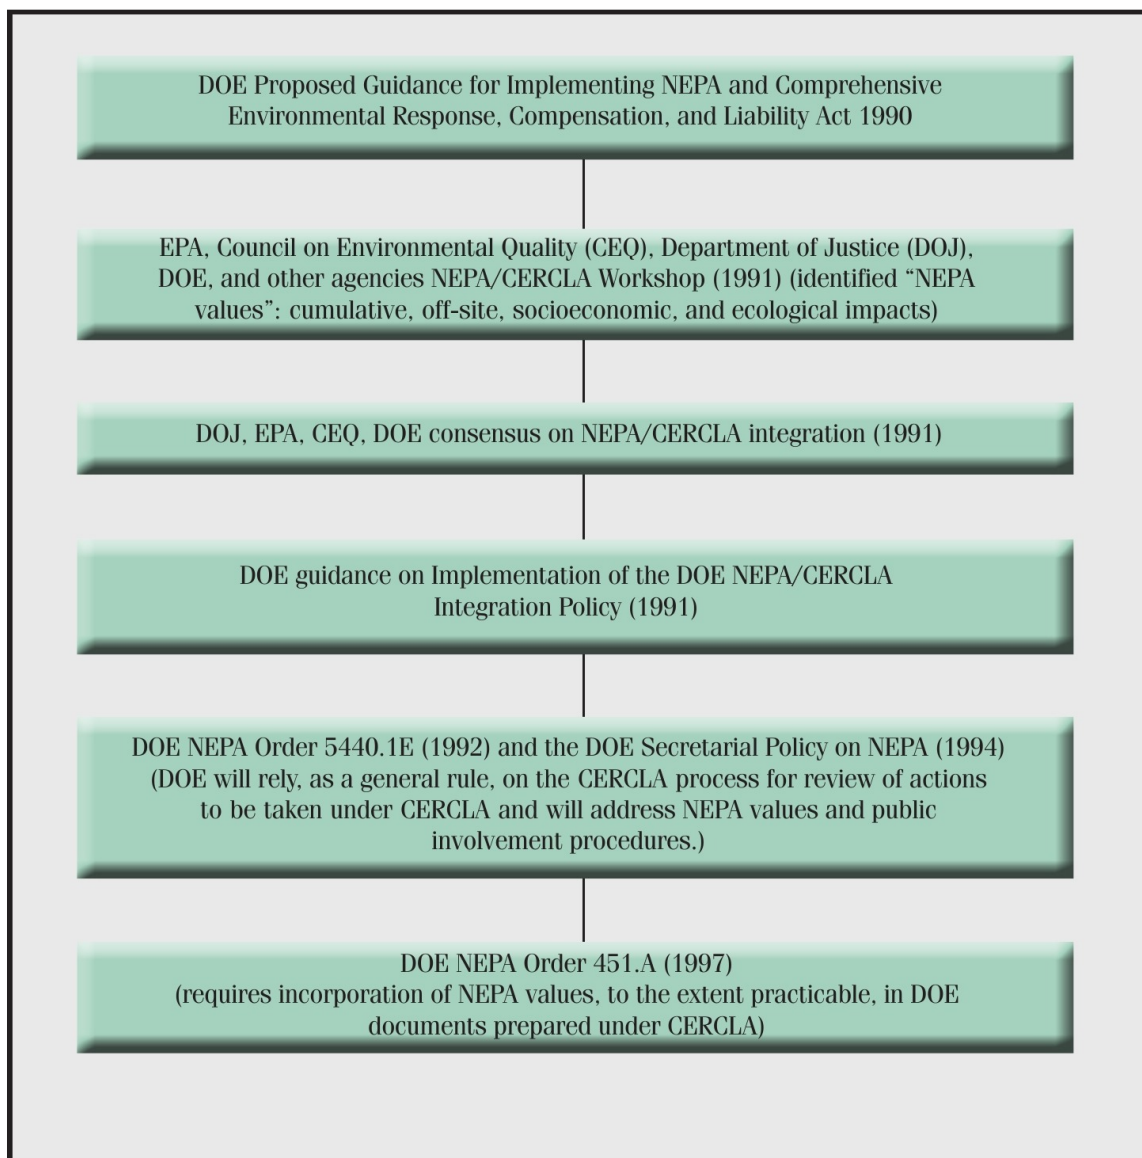 DOE Proposed Guidance for Implementing NEPA and Comprehensive
Environmental Response, Compensation, and Liability Act 1990
EPA, Council on Environmental Quality (CEQ), Department of Justice (DOJ),
DOE, and other agencies NEPA/CERCLA Workshop (1991) (identified “NEPA
values”: cumulative, off-site, socioeconomic, and ecological impacts)
DOJ, EPA, CEQ, DOE consensus on NEPA/CERCLA integration (1991)
DOE guidance on Implementation of the DOE NEPA/CERCLA
Integration Policy (1991)
DOE NEPA Order 5440.1E (1992) and the DOE Secretarial Policy on NEPA (1994)
(DOE will rely, as a general rule, on the CERCLA process for review of actions
to be taken under CERCLA and will address NEPA values and public
involvement procedures.)
DOE NEPA Order 451.A (1997)
(requires incorporation of NEPA values, to the extent practicable, in DOE
documents prepared under CERCLA)